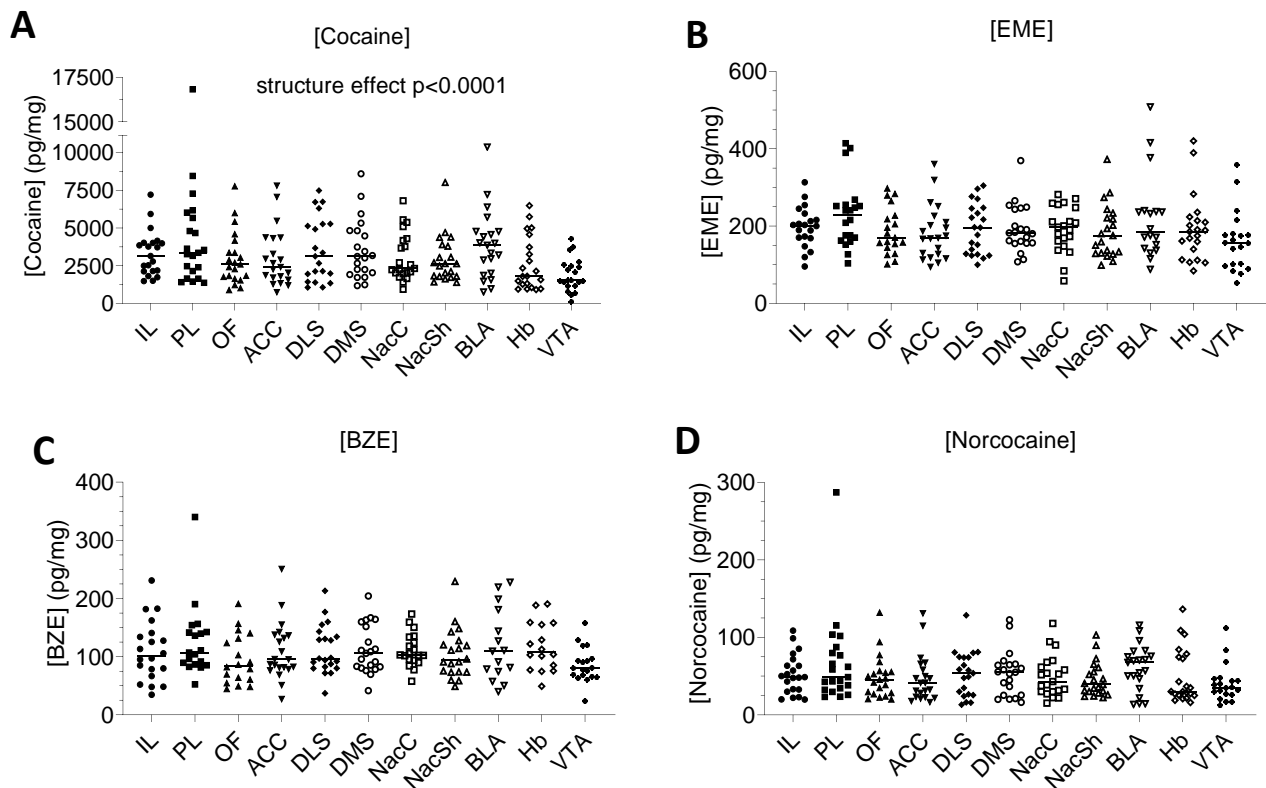 A
[Cocaine]
structure effect p<0.0001
[Cocaine] (pg/mg)
17500
15000
10000
7500
5000
2500
0
IL PL OF ACC DLS DMS NacC NacSh BLA Hb VTA
B
[EME]
[EME] (pg/mg)
600
400
200
0
IL PL OF ACC DLS DMS NacC NacSh BLA Hb VTA
C
[BZE]
[BZE] (pg/mg)
400
300
200
100
0
IL PL OF ACC DLS DMS NacC NacSh BLA Hb VTA
D
[Norcocaine]
[Norcocaine] (pg/mg)
300
200
100
0
IL PL OF ACC DLS DMS NacC NacSh BLA Hb VTA